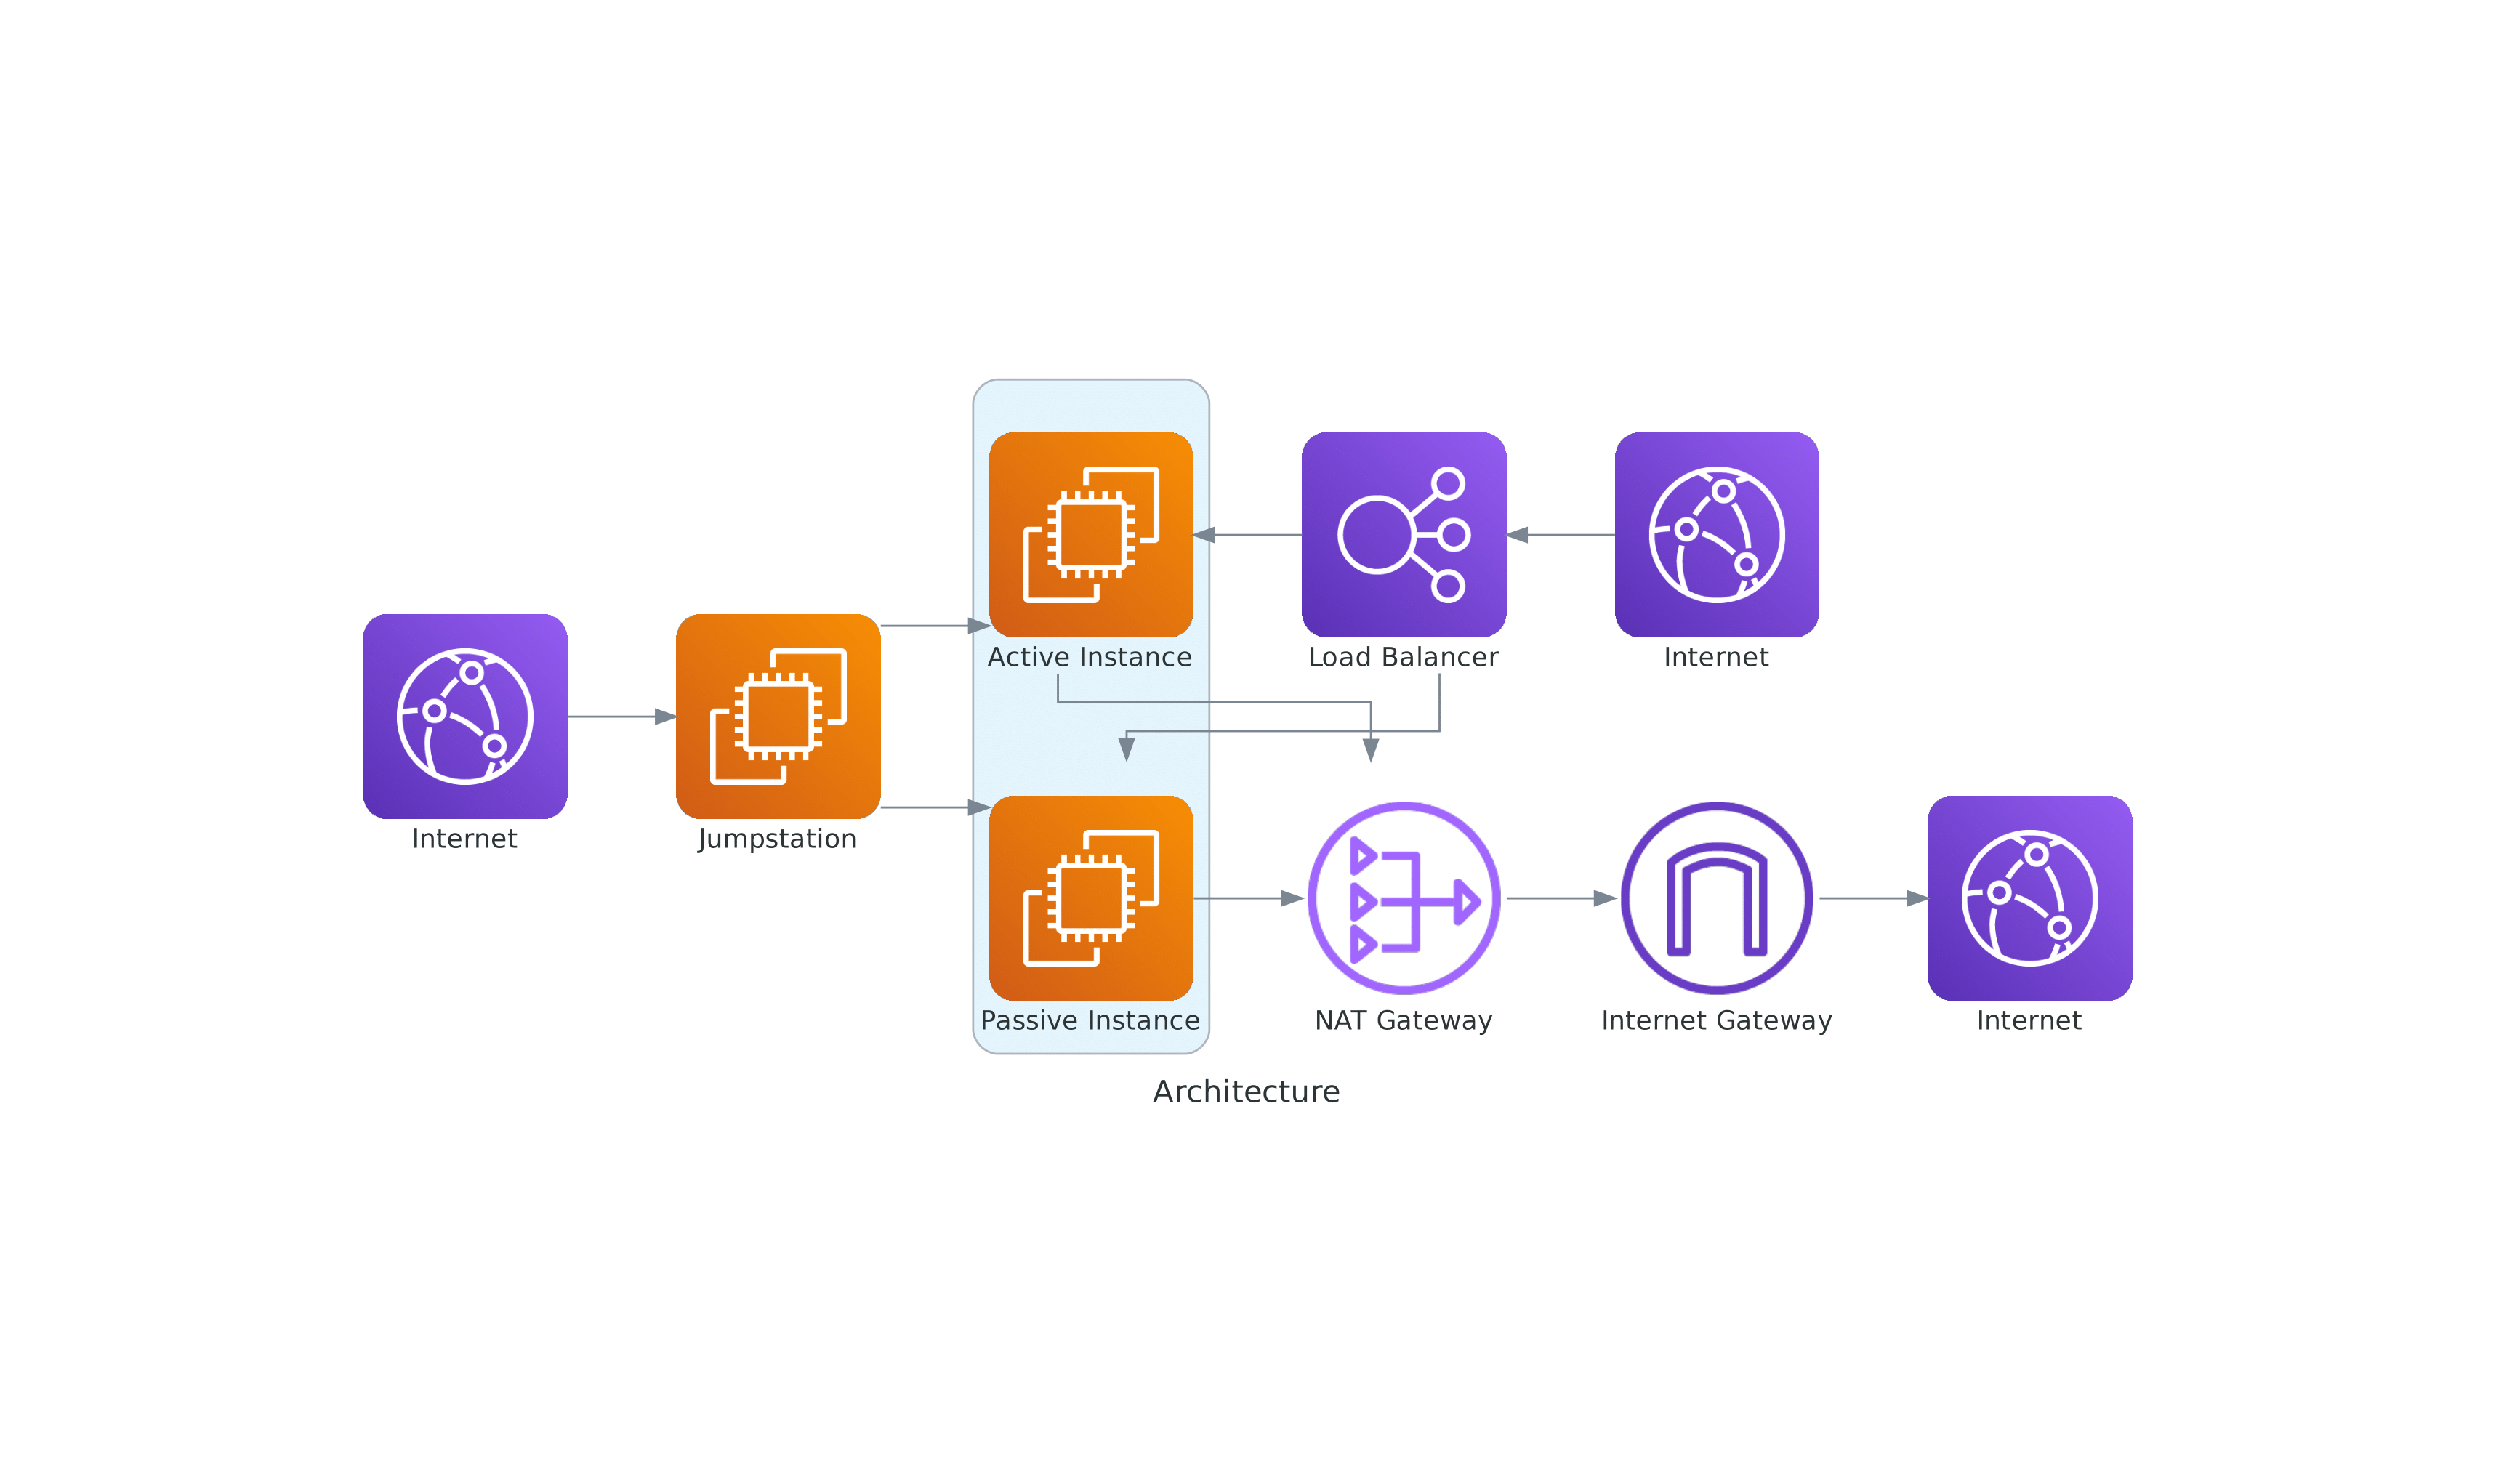 Active Instance
Load Balancer
Internet
Internet
Jumpstation
Passive Instance
NAT Gateway
Internet Gateway
Internet
Architecture